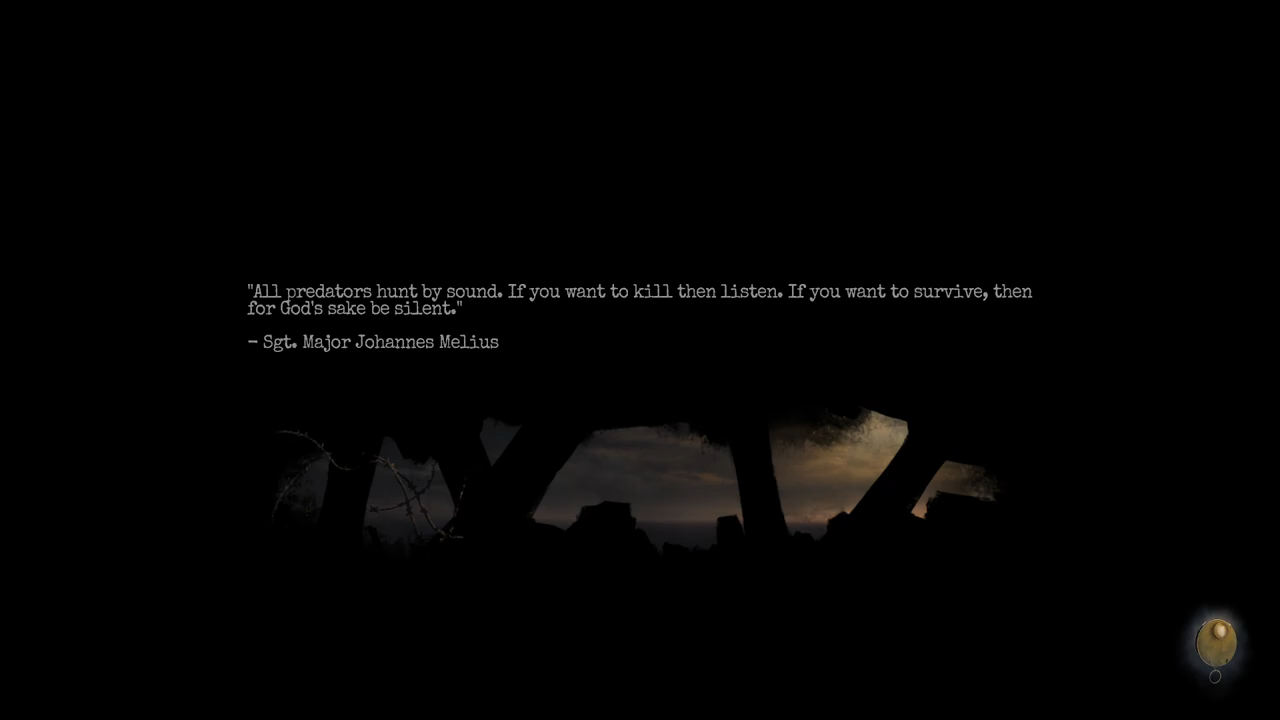 "All predators hunt by sound. If you want to kill then listen. If you want to survive, then
for God's sake be silent."
- Sgt. Major Johannes Melius